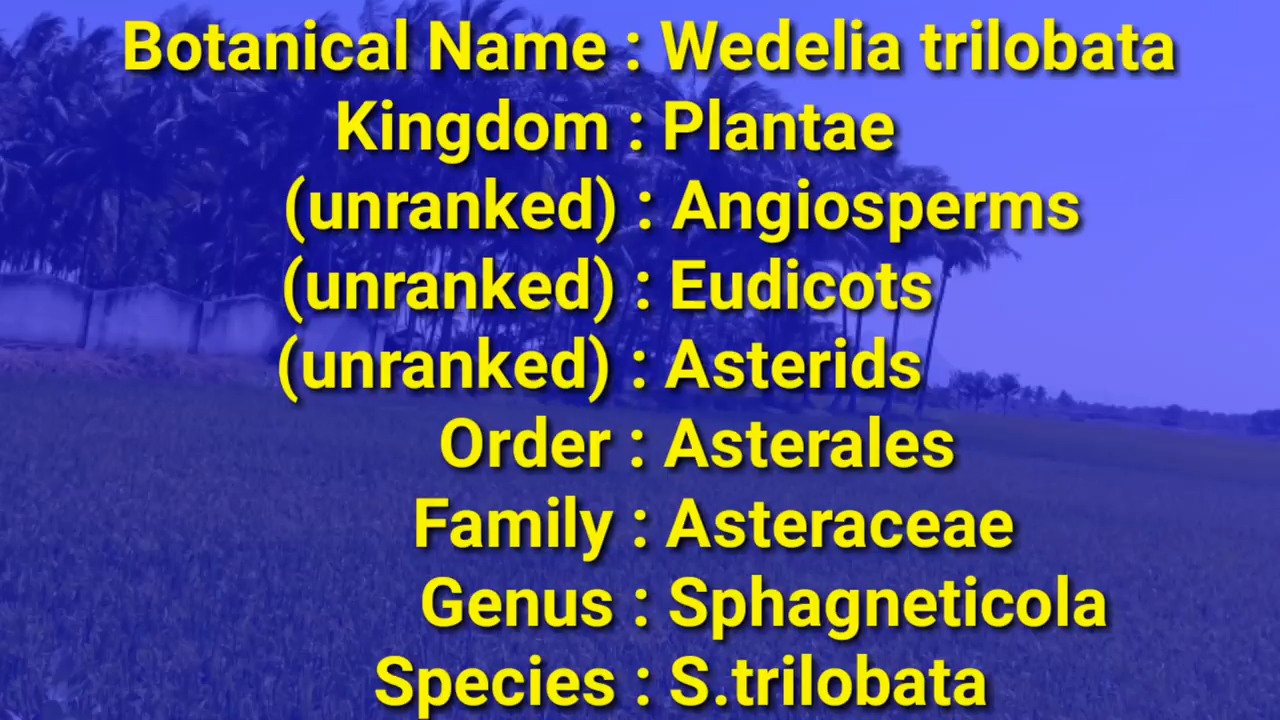 Botanical Name : Wedelia trilobata
Kingdom : Plantae
(unranked) : Angiosperms
(unranked) : Eudicots
(unranked) : Asterids
Order : Asterales
Family : Asteraceae
Genus : Sphagneticola
Species : S.trilobata